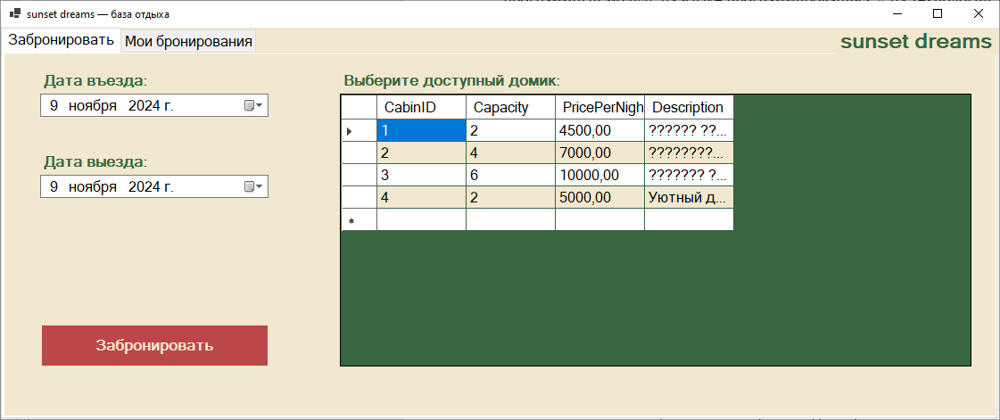 sunset dreams — база отдыха
Забронировать Мои бронирования
sunset dreams
Дата въезда:
9 ноября 2024 г.
Дата выезда:
9 ноября 2024 г.
Забронировать
Выберите доступный домик:
CabinID Capacity PricePerNigh Description
1 2 4500,00 ?????? ??...
2 4 7000,00 ????????...
3 6 10000,00 ??????? ?...
4 2 5000,00 Уютный д...